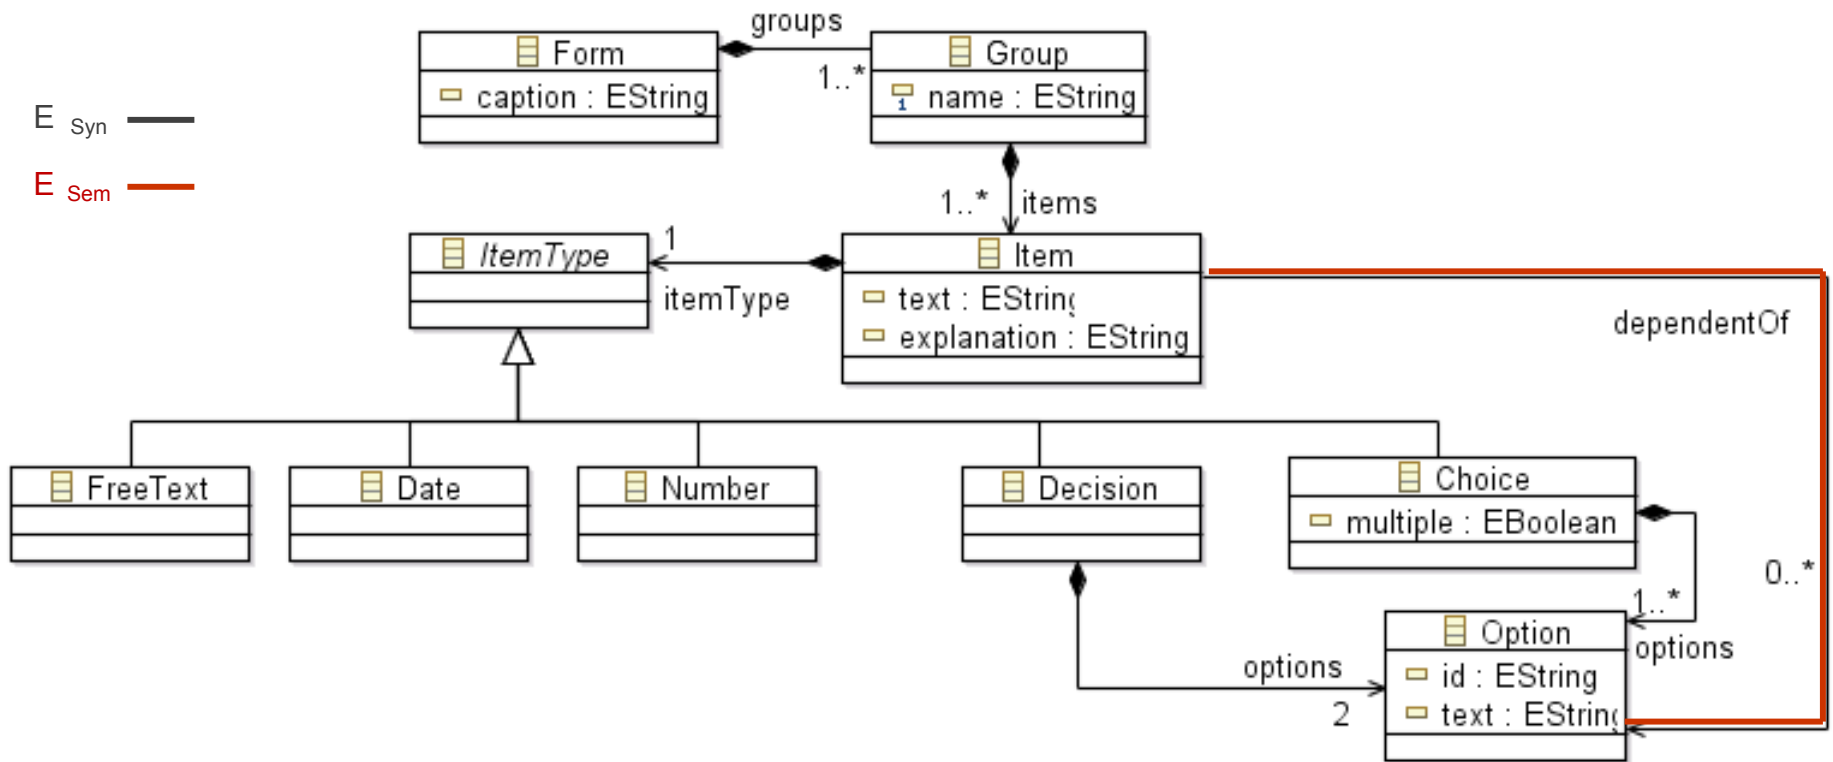 groups
Form
Group
1..*
caption : EString
1 name : EString
E Syn
E Sem
1..*
items
1
ItemType
Item
itemType
text : EString
explanation : EString
dependentOf
FreeText
Date
Number
Decision
Choice
multiple : EBoolean
0..*
1..*
Option
options
options
id : EString
2
text : EString